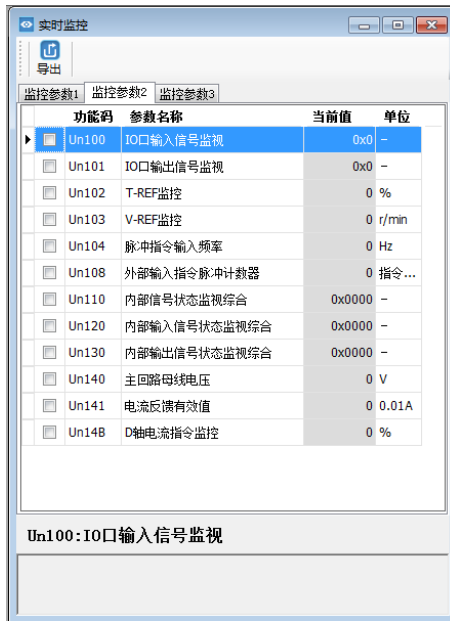 实时监控
导出
监控参数1 监控参数2 监控参数3
功能码 参数名称 当前值 单位
Un100 IO口输入信号监视 0x0 -
Un101 IO口输出信号监视 0x0 -
Un102 T-REF监控 0 %
Un103 V-REF监控 0 r/min
Un104 脉冲指令输入频率 0 Hz
Un108 外部输入指令脉冲计数器 0 指令...
Un110 内部信号状态监视综合 0x0000 -
Un120 内部输入信号状态监视综合 0x0000 -
Un130 内部输出信号状态监视综合 0x0000 -
Un140 主回路母线电压 0 V
Un141 电流反馈有效值 0 0.01A
Un14B D轴电流指令监控 0 %
Un100:IO口输入信号监视